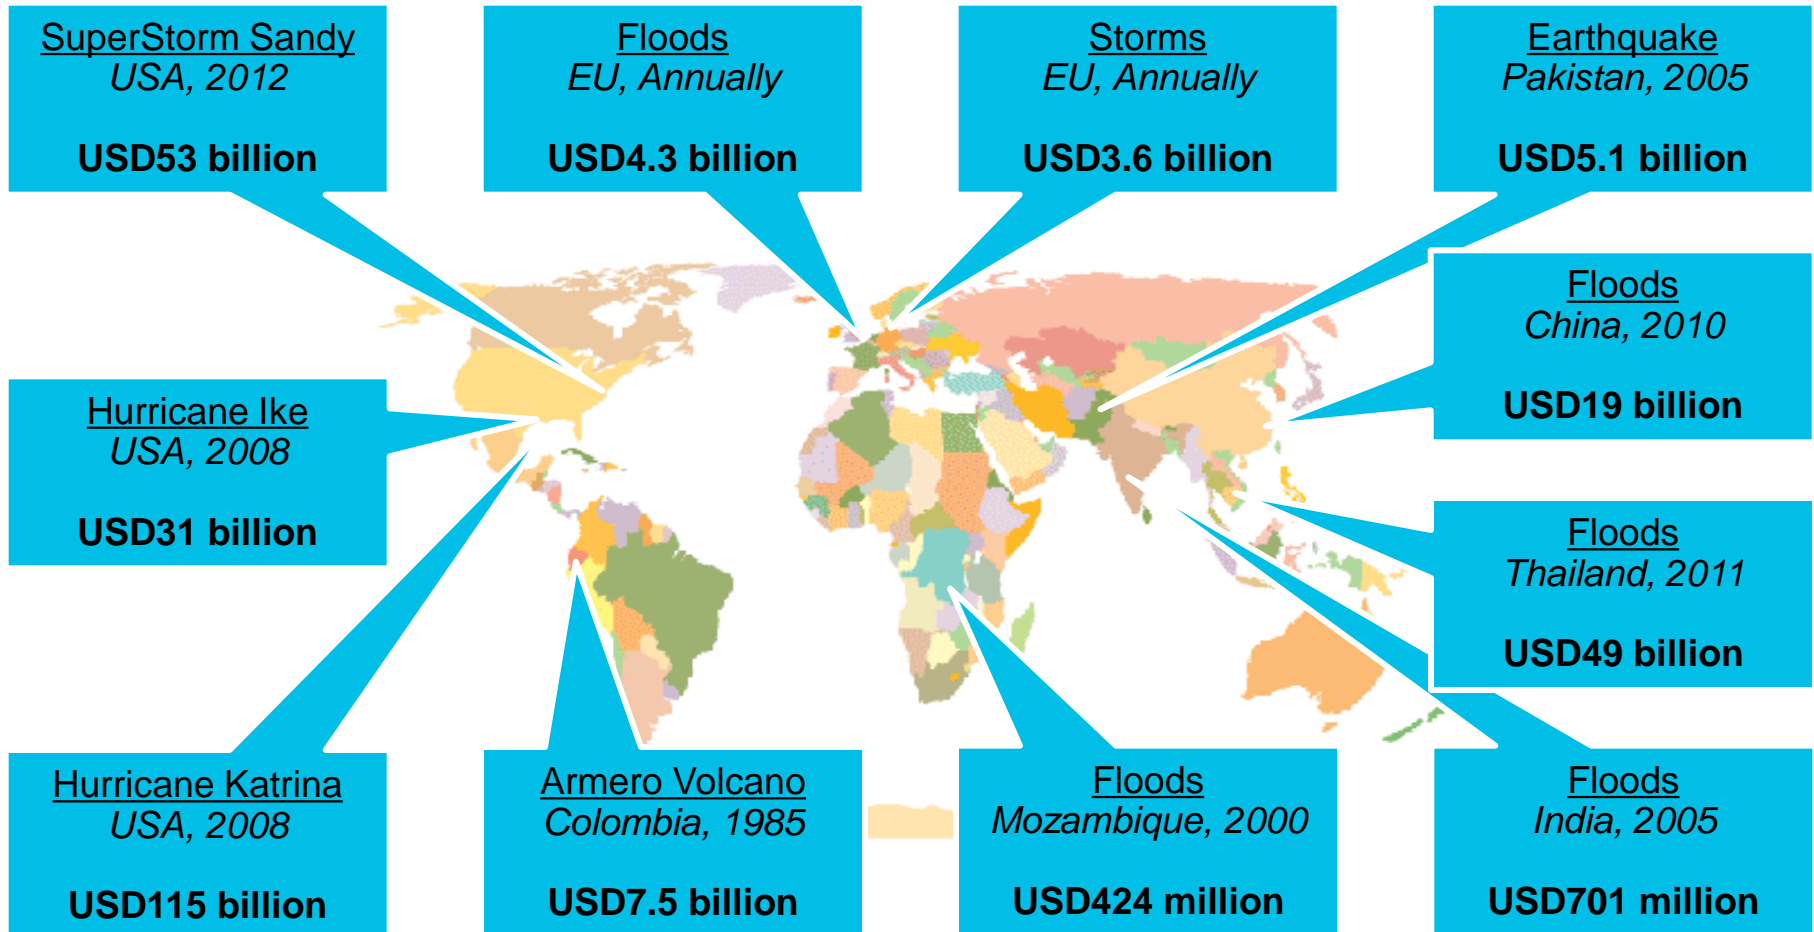 SuperStorm Sandy
USA, 2012
USD53 billion
Floods
EU, Annually
USD4.3 billion
Storms
EU, Annually
USD3.6 billion
Earthquake
Pakistan, 2005
USD5.1 billion
Floods
China, 2010
USD19 billion
Hurricane Ike
USA, 2008
USD31 billion
Floods
Thailand, 2011
USD49 billion
Hurricane Katrina
USA, 2008
USD115 billion
Armero Volcano
Colombia, 1985
USD7.5 billion
Floods
Mozambique, 2000
USD424 million
Floods
India, 2005
USD701 million